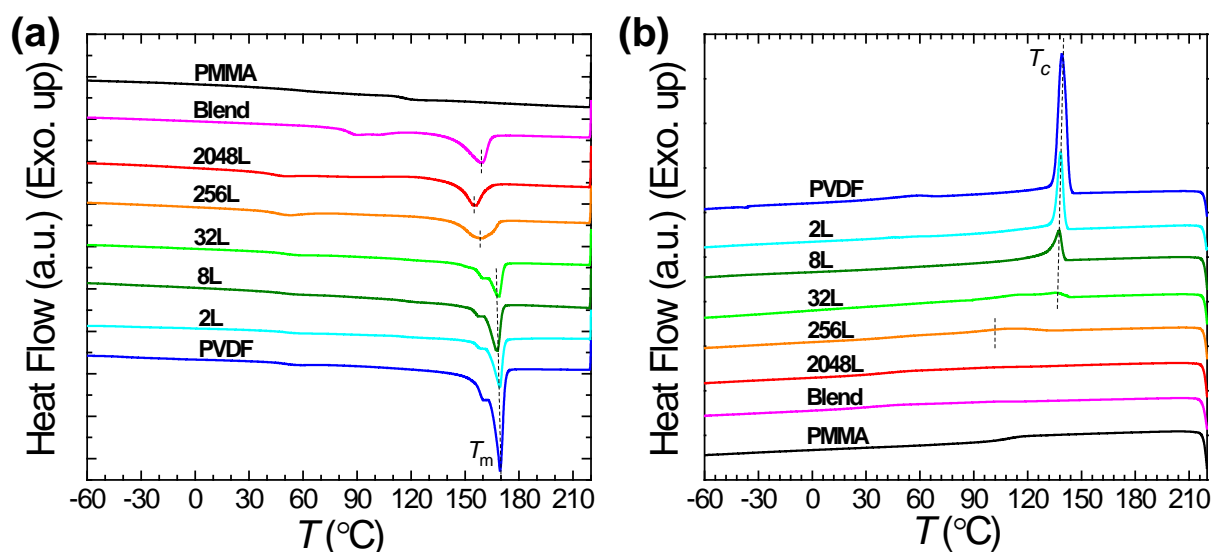 (a)
Heat Flow (a.u.) (Exo. up)
PMMA
Blend
2048L
256L
32L
8L
2L
PVDF
Tm
-60 -30 0 30 60 90 120 150 180 210
T (°C)
(b)
Heat Flow (a.u.) (Exo. up)
Tc
PVDF
2L
8L
32L
256L
2048L
Blend
PMMA
-60 -30 0 30 60 90 120 150 180 210
T (°C)